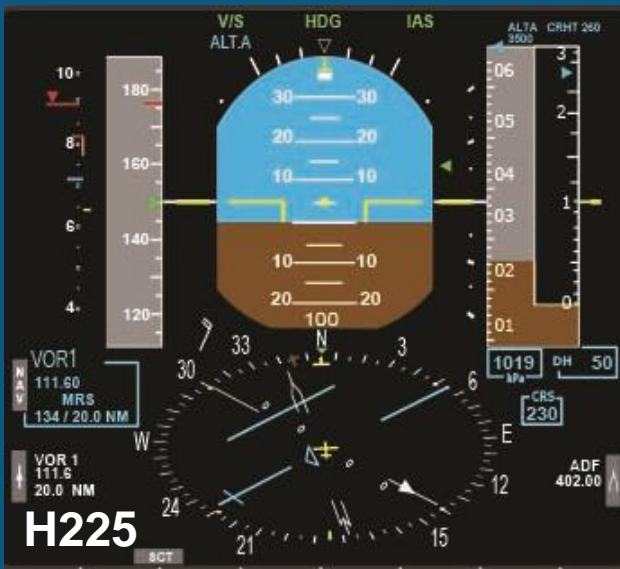 V/S HDG IAS
ALT.A
ALTA CRHT 260
3500
10
8
6
4
180
160
140
120
30 30
20 20
10 10
10 10
20 20
100
06
05
04
03
02
01
3
2
1
0
1019
hPa
DH 50
CRS
230
NAV
VOR1
111.60
MRS
134 / 20.0 NM
VOR 1
111.6
20.0 NM
N
3
6
E
12
15
21
24
W
30
33
ADF
402.00
H225
SCT